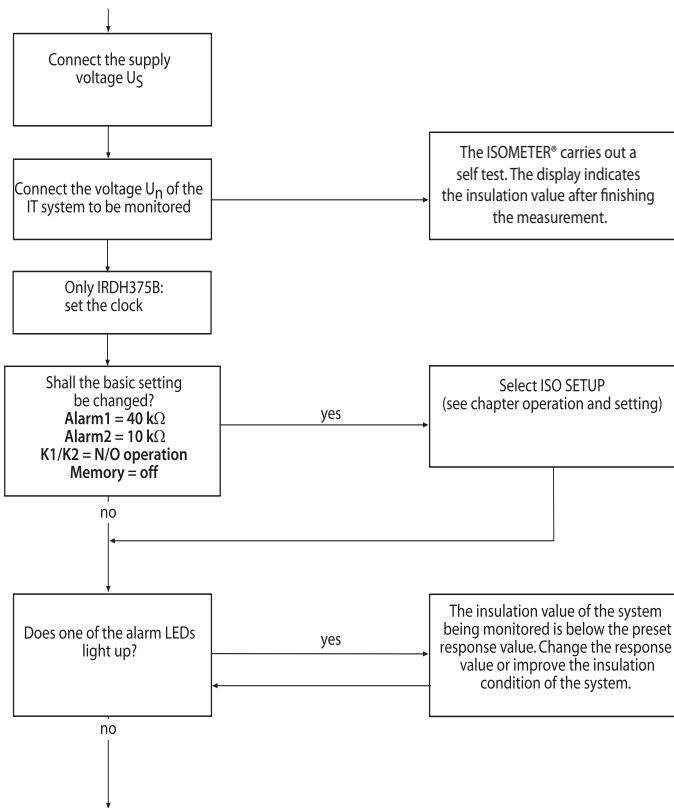 Connect the supply
voltage US
Connect the voltage Un of the
IT system to be monitored
The ISOMETER® carries out a
self test. The display indicates
the insulation value after finishing
the measurement.
Only IRDH375B:
set the clock
Shall the basic setting
be changed?
Alarm1 = 40 kΩ
Alarm2 = 10 kΩ
K1/K2 = N/O operation
Memory = off
yes
Select ISO SETUP
(see chapter operation and setting)
no
Does one of the alarm LEDs
light up?
yes
The insulation value of the system
being monitored is below the preset
response value. Change the response
value or improve the insulation
condition of the system.
no